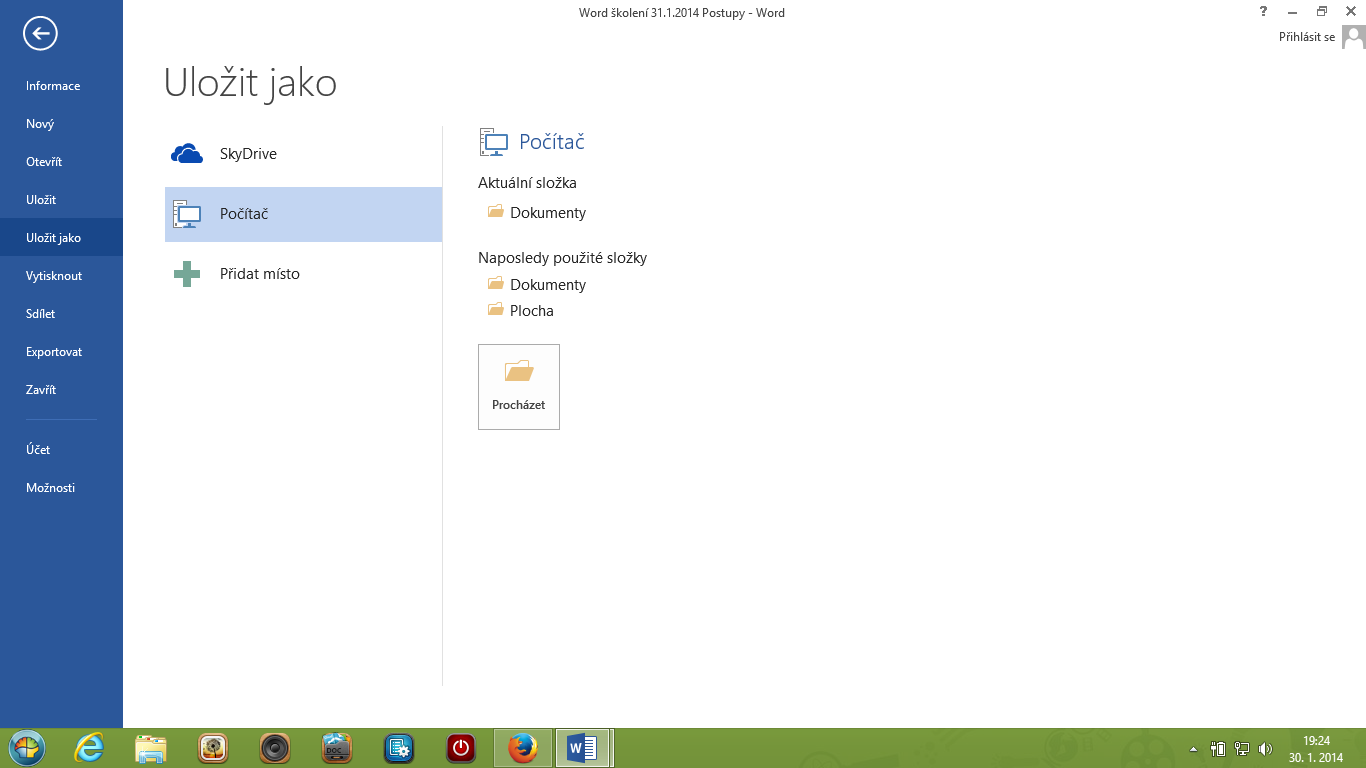 Word školení 31.1.2014 Postupy - Word
?
Přihlásit se
Informace
Nový
Otevřít
Uložit
Uložit jako
Vytisknout
Sdílet
Exportovat
Zavřít
Účet
Možnosti
Uložit jako
SkyDrive
Počítač
Přidat místo
Počítač
Aktuální složka
Dokumenty
Naposledy použité složky
Dokumenty
Plocha
Procházet
DOC
W
19:24
30. 1. 2014